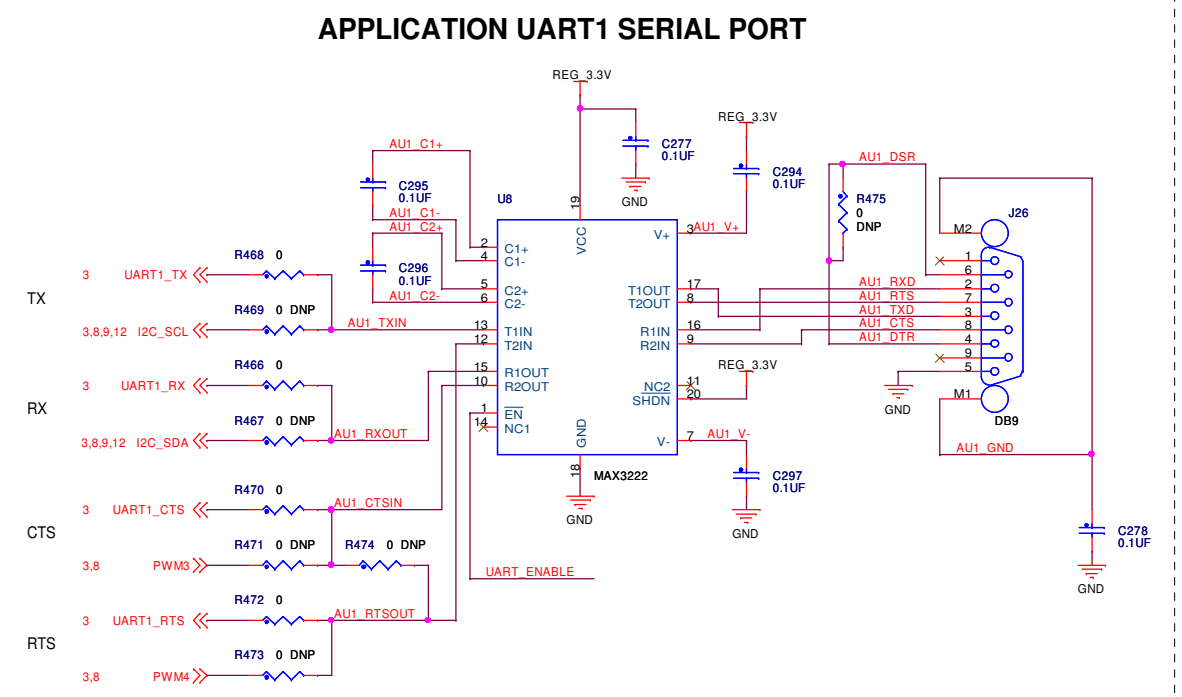 APPLICATION UART1 SERIAL PORT
REG_3.3V
REG_3.3V
AU1_C1+
C277
0.1UF
AU1_DSR
C294
0.1UF
C295
0.1UF
GND
U8
R475
0
DNP
J26
AU1_C1-
AU1_C2+
19
VCC
V+
3
AU1_V+
M2
2
C1+
4
C1-
R468 0
C296
0.1UF
1
6
3 UART1_TX
5
C2+
T1OUT
17
AU1_RXD
2
TX
AU1_C2-
6
C2-
T2OUT
8
AU1_RTS
7
R469 0 DNP
AU1_TXD
3
3,8,9,12 I2C_SCL
AU1_TXIN
13
T1IN
R1IN
16
AU1_CTS
8
12
T2IN
R2IN
9
AU1_DTR
4
R466 0
REG_3.3V
9
15
R1OUT
5
3 UART1_RX
10
R2OUT
NC2
11
SHDN
20
M1
RX
1
EN
GND
R467 0 DNP
14
NC1
GND
DB9
3,8,9,12 I2C_SDA
AU1_RXOUT
V-
7
AU1_V-
AU1_GND
18
MAX3222
C297
0.1UF
R470 0
3 UART1_CTS
AU1_CTSIN
GND
GND
CTS
C278
0.1UF
R471 0 DNP
R474 0 DNP
3,8 PWM3
UART_ENABLE
GND
R472 0
3 UART1_RTS
AU1_RTSOUT
RTS
R473 0 DNP
3,8 PWM4